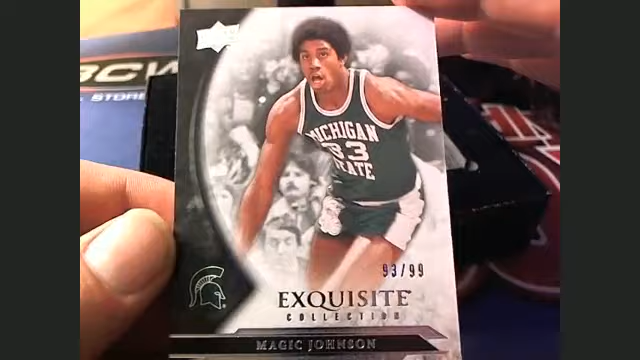 BCW
STORE
MICHIGAN
33
STATE
93/99
EXQUISITE
COLLECTION
MAGIC JOHNSON